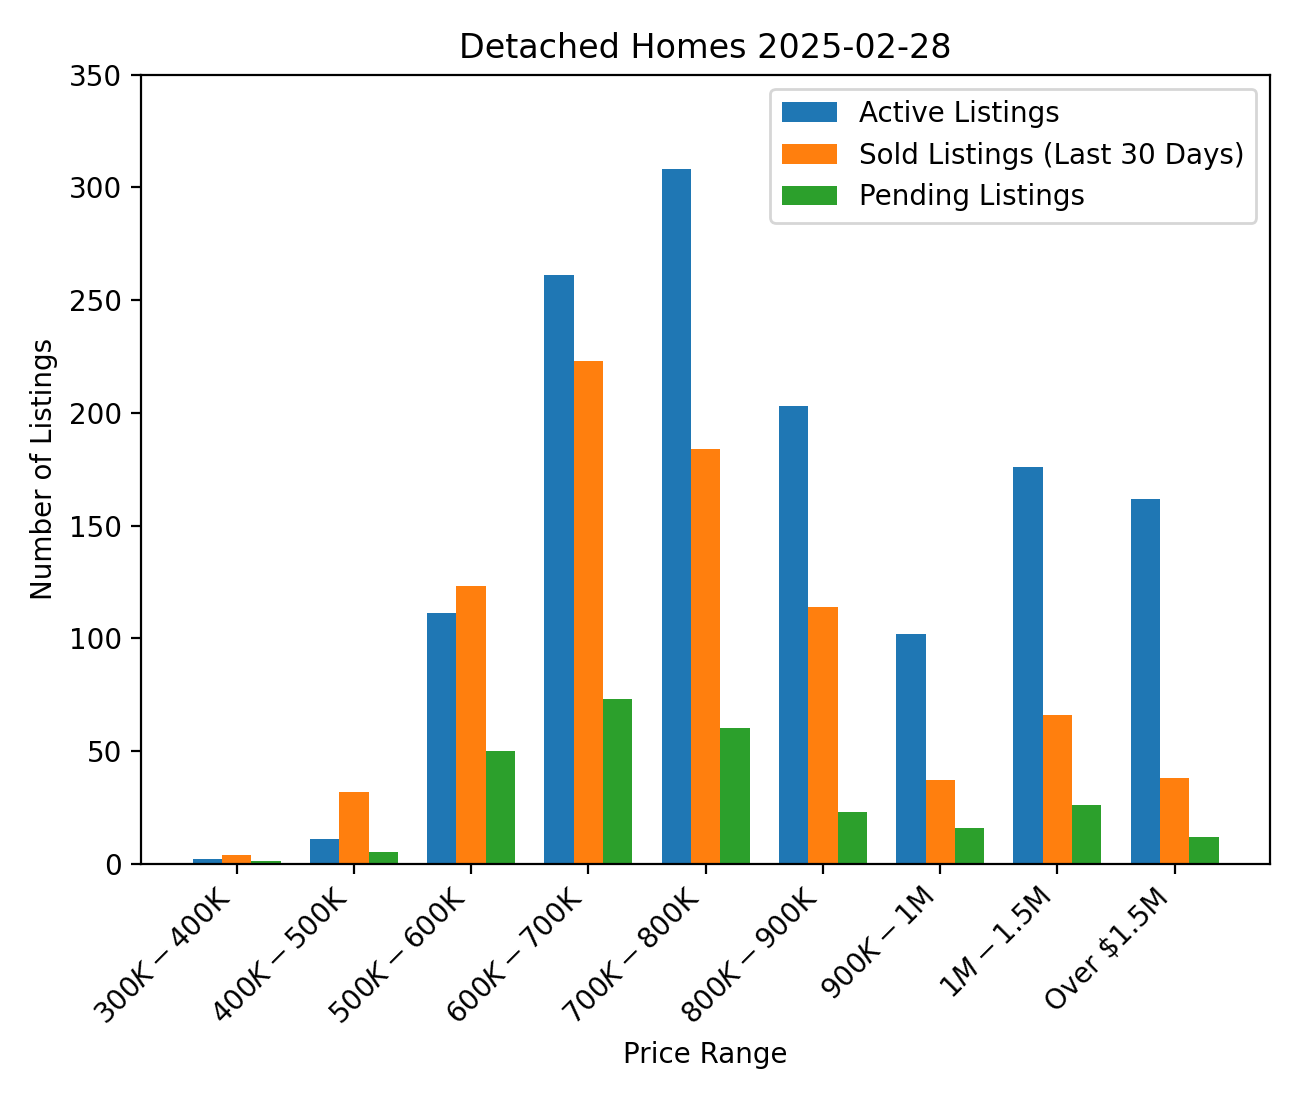 Detached Homes 2025-02-28
350
300
250
200
150
100
50
0
Number of Listings
Active Listings
Sold Listings (Last 30 Days)
Pending Listings
300K − 400K
400K − 500K
500K − 600K
600K − 700K
700K − 800K
800K − 900K
900K − 1M
1M − 1.5M
Over $1.5M
Price Range